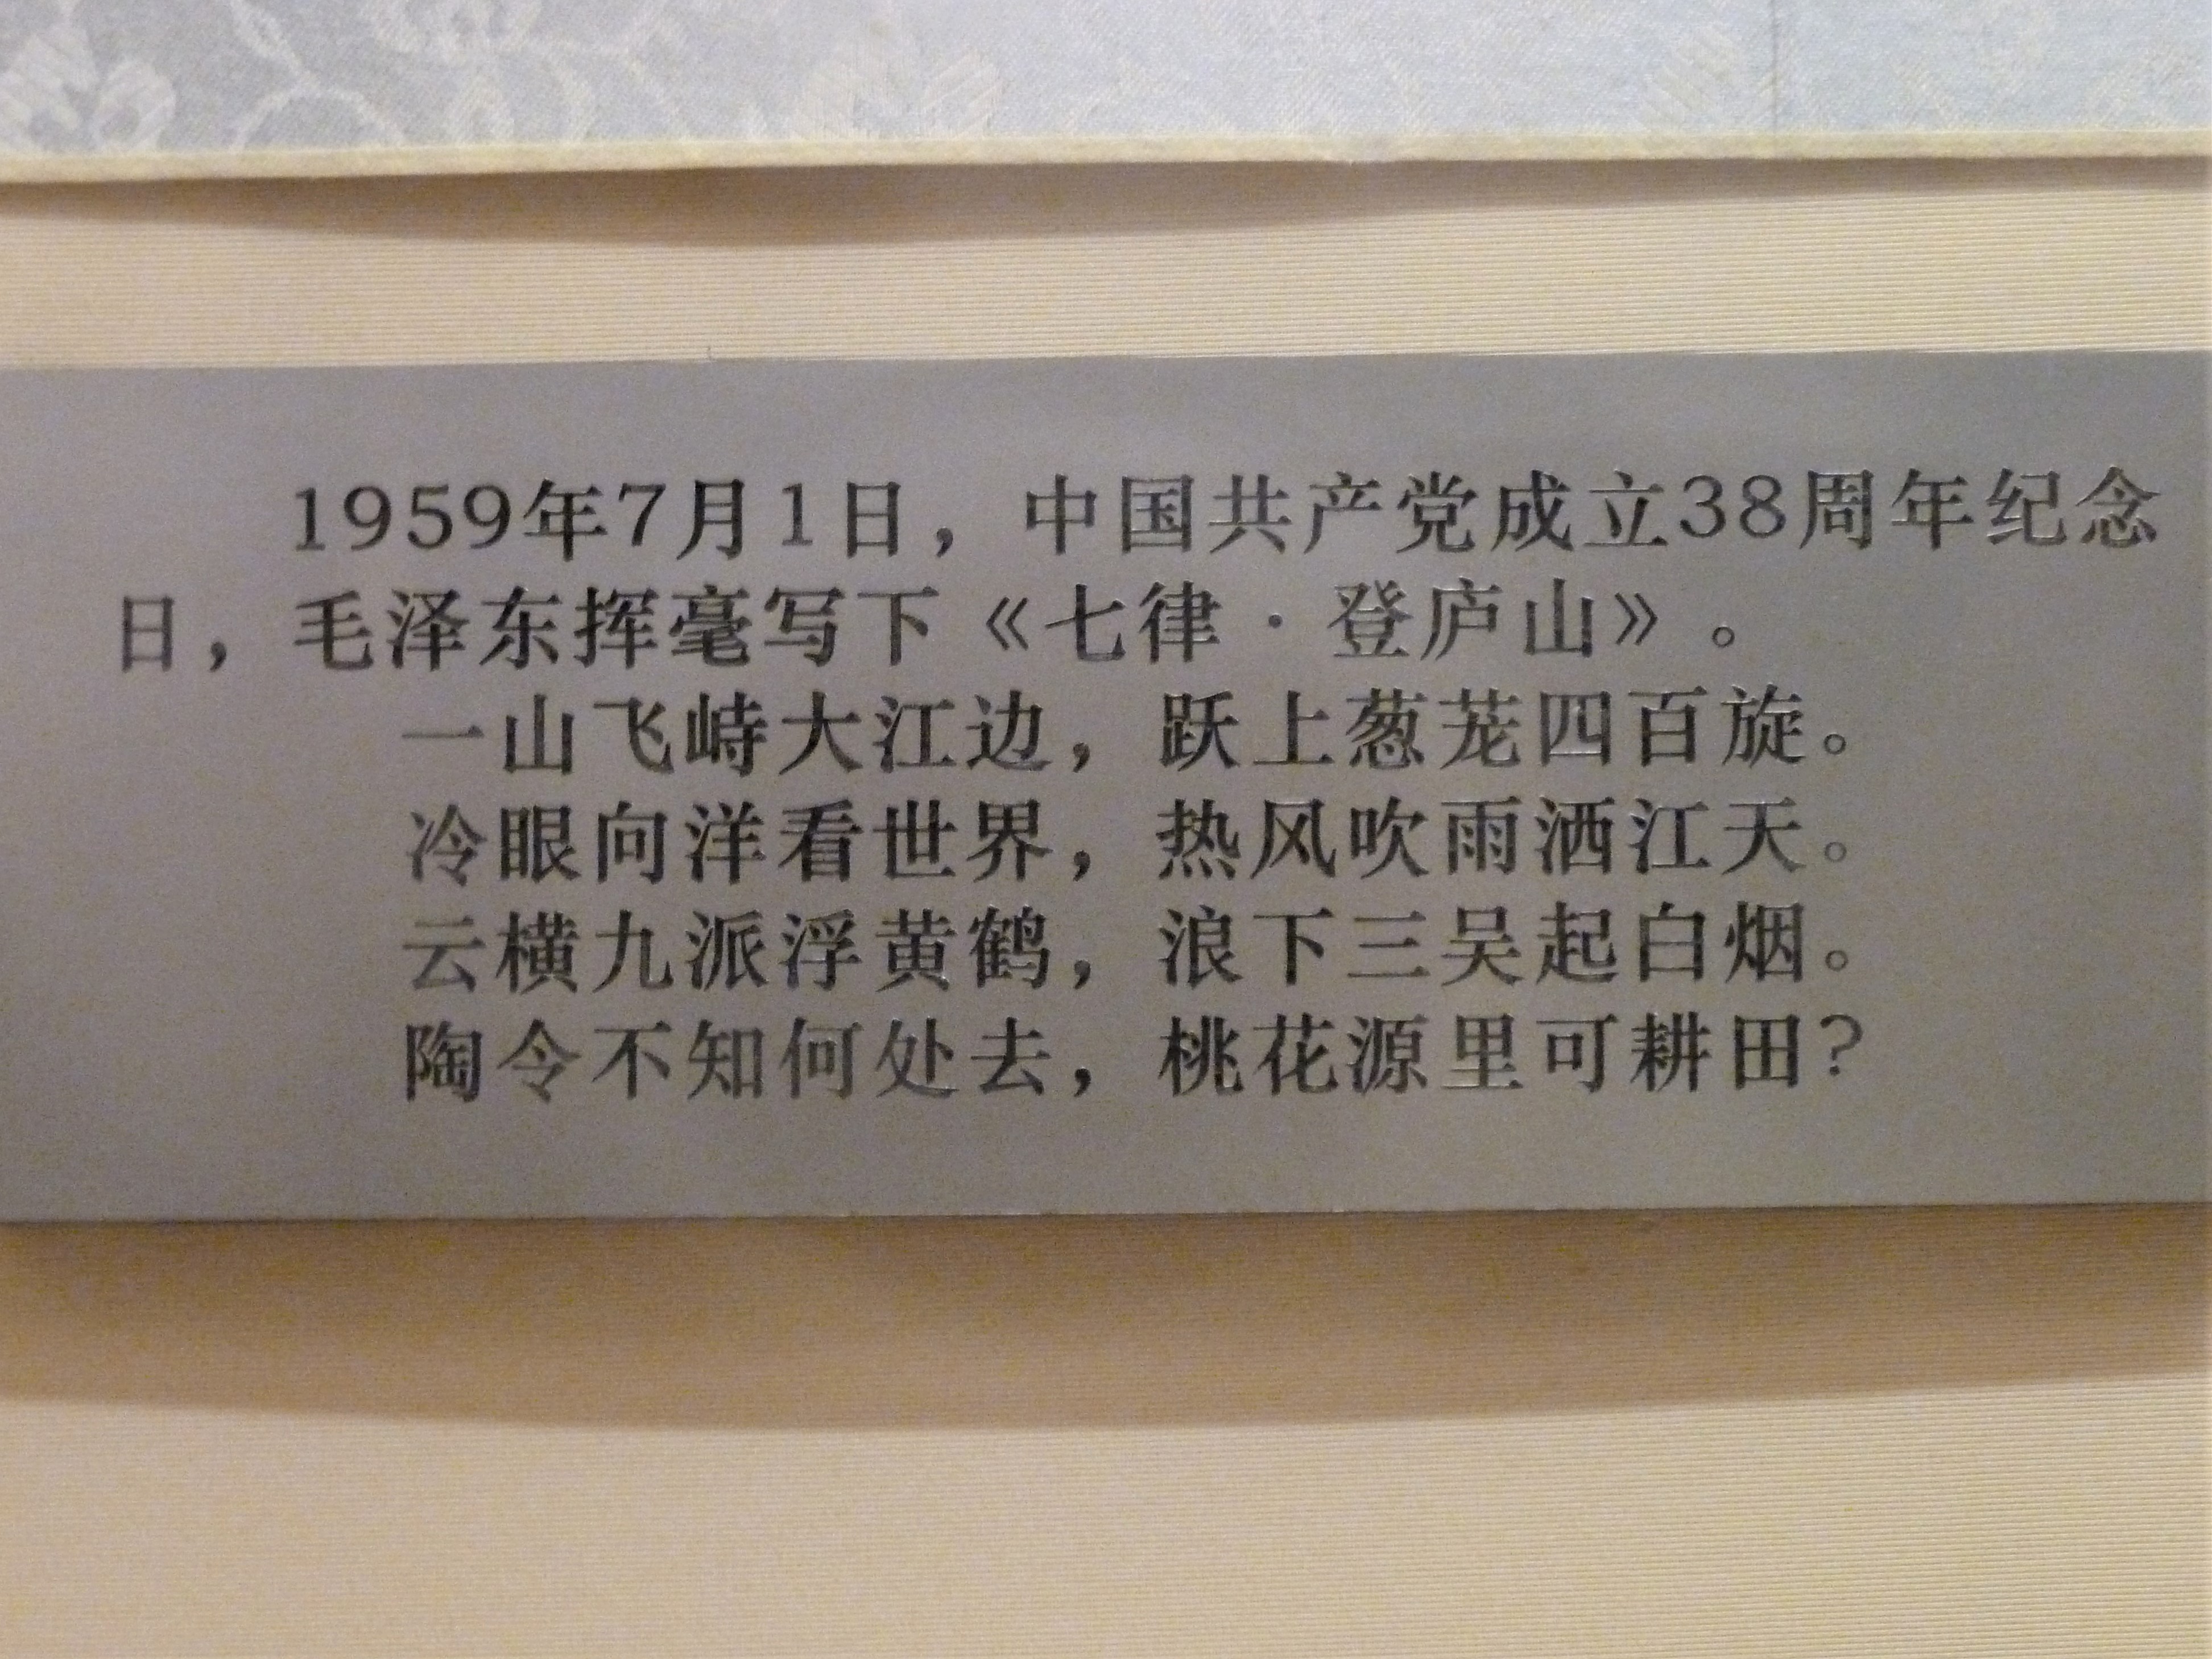 1959年7月1日，中国共产党成立38周年纪念
日，毛泽东挥毫写下《七律·登庐山》。
一山飞峙大江边，跃上葱茏四百旋。
冷眼向洋看世界，热风吹雨洒江天。
云横九派浮黄鹤，浪下三吴起白烟。
陶令不知何处去，桃花源里可耕田？